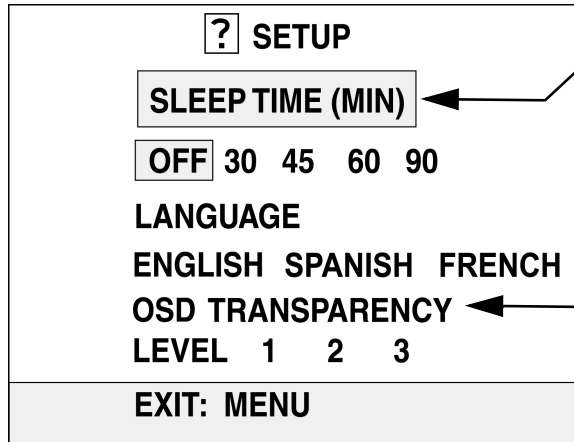 ? SETUP
SLEEP TIME (MIN)
OFF 30 45 60 90
LANGUAGE
ENGLISH SPANISH FRENCH
OSD TRANSPARENCY
LEVEL 1 2 3
EXIT: MENU